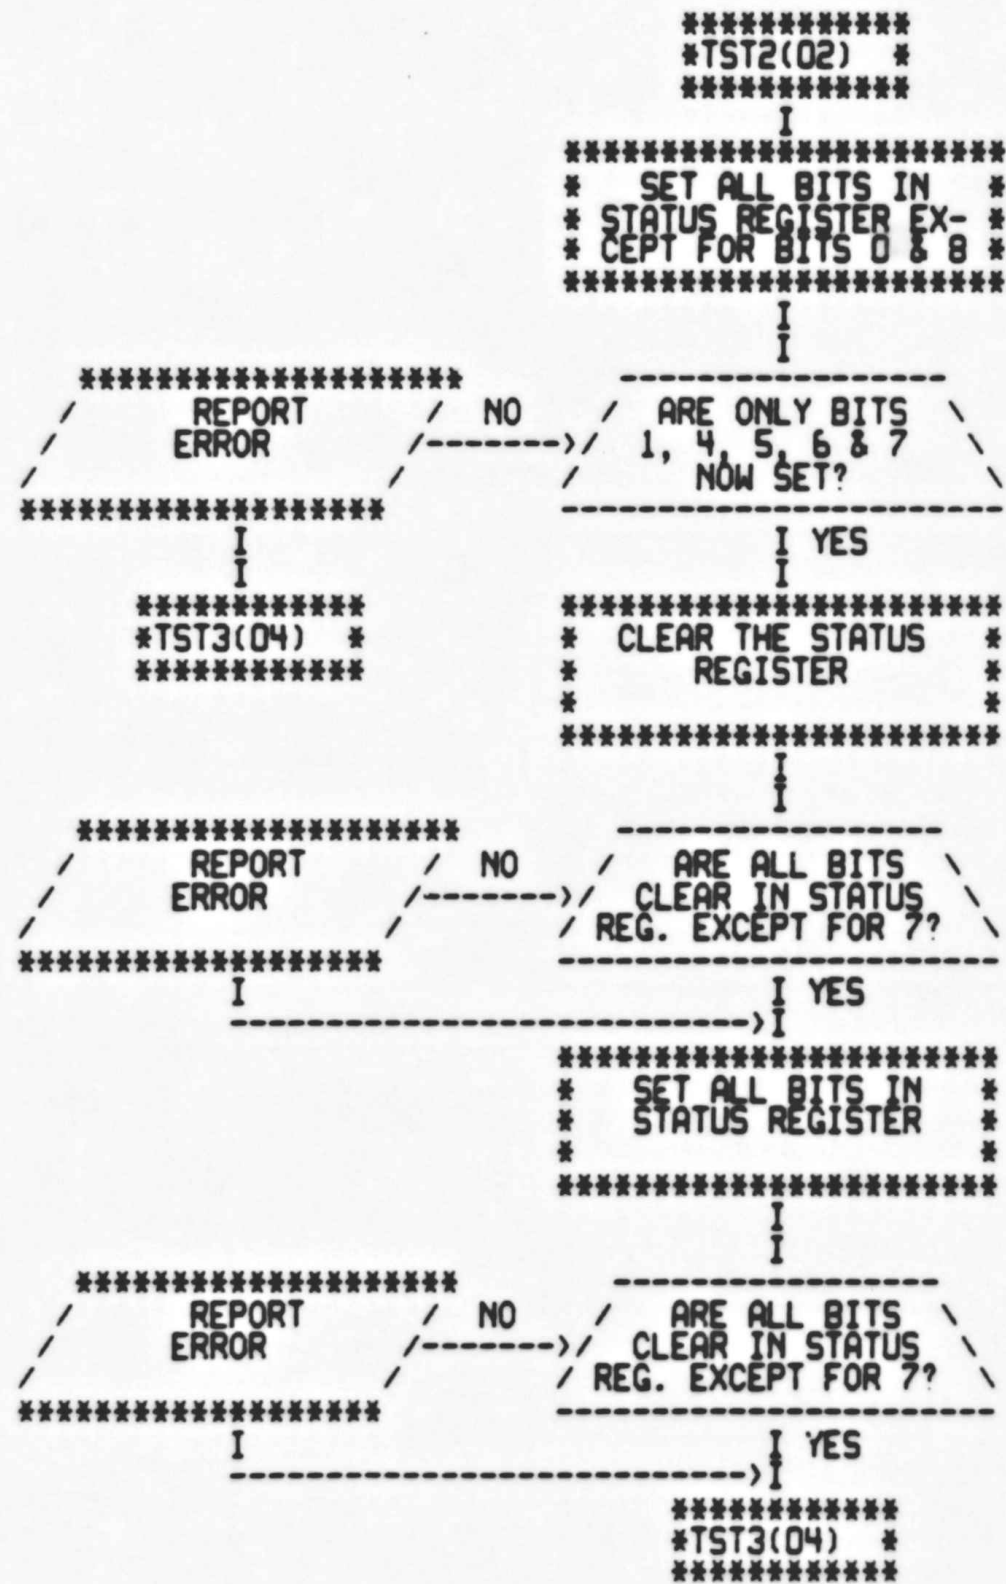 *TST2(02) *
SET ALL BITS IN
STATUS REGISTER EX-
CEPT FOR BITS 0 & 8
REPORT
ERROR
NO
ARE ONLY BITS
1, 4, 5, 6 & 7
NOW SET?
YES
*TST3(04) *
CLEAR THE STATUS
REGISTER
REPORT
ERROR
NO
ARE ALL BITS
CLEAR IN STATUS
REG. EXCEPT FOR 7?
YES
SET ALL BITS IN
STATUS REGISTER
REPORT
ERROR
NO
ARE ALL BITS
CLEAR IN STATUS
REG. EXCEPT FOR 7?
YES
*TST3(04) *